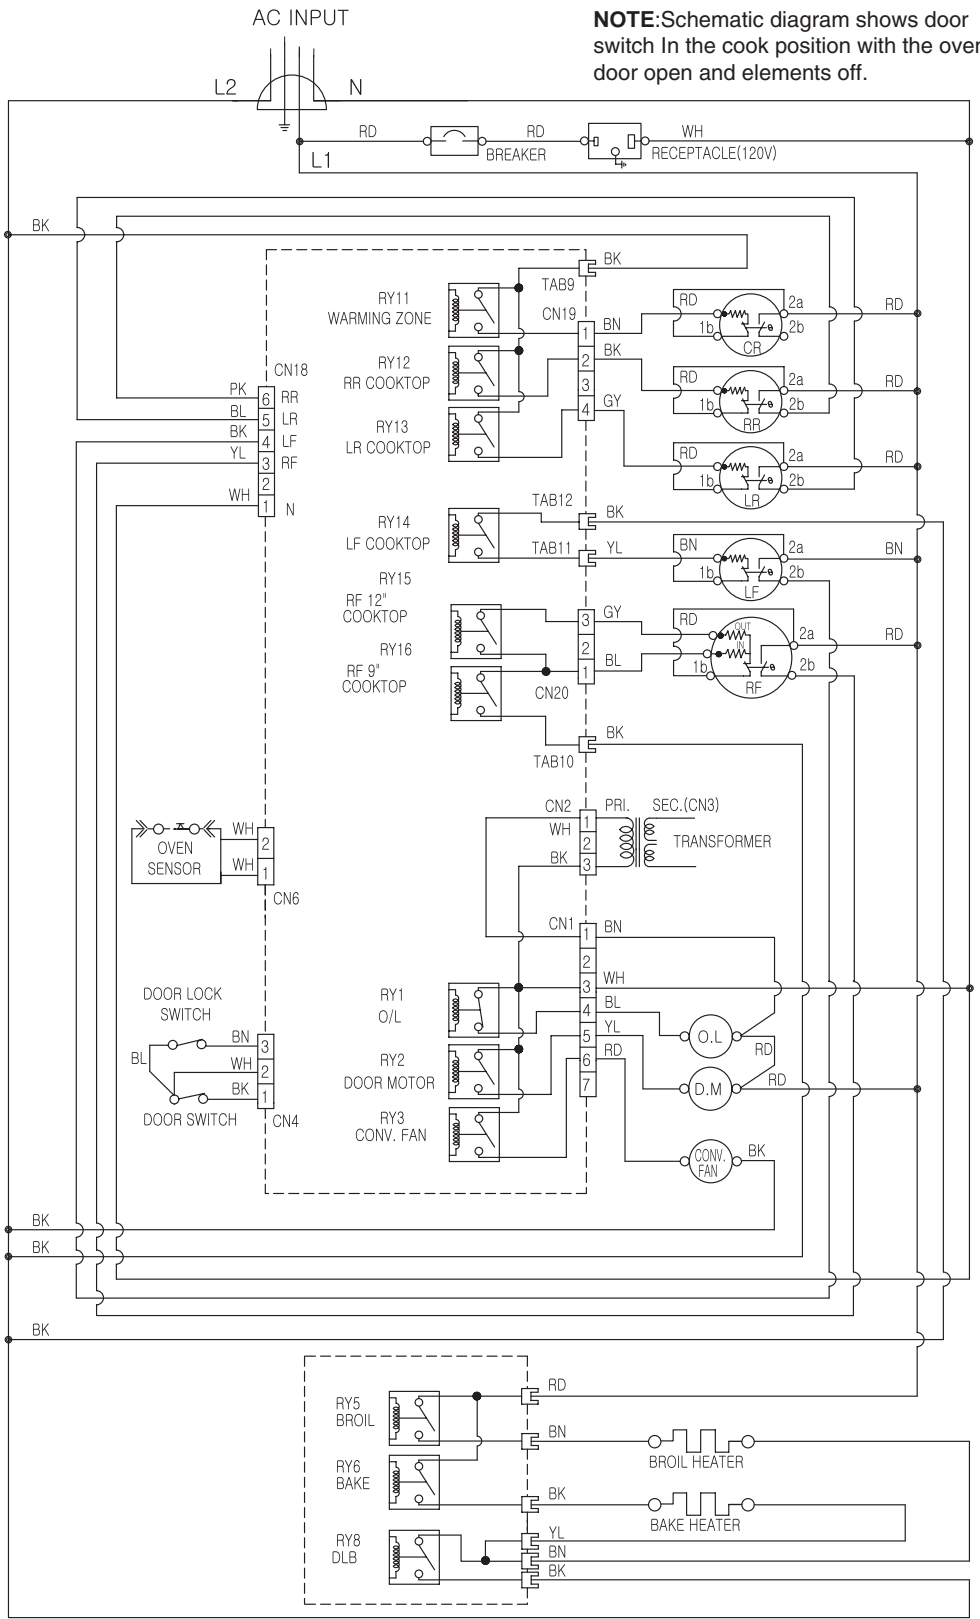 AC INPUT
NOTE:Schematic diagram shows door
switch In the cook position with the oven
door open and elements off.
L2
N
RD
BREAKER
RD
WH
RECEPTACLE(120V)
L1
BK
BK
TAB9
RY11
WARMING ZONE
CN19
1
BN
RD
2a
RD
1b
2b
CR
RY12
RR COOKTOP
2
BK
3
RD
2a
RD
1b
2b
RR
CN18
PK
6
RR
BL
5
LR
BK
4
LF
YL
3
RF
2
WH
1
N
RY13
LR COOKTOP
4
GY
RD
2a
RD
1b
2b
LR
TAB12
BK
RY14
LF COOKTOP
TAB11
YL
BN
2a
BN
1b
2b
LF
RY15
RF 12"
COOKTOP
3
GY
RD
OUT
IN
2a
RD
1b
2b
RF
RY16
RF 9"
COOKTOP
2
1
BL
CN20
BK
TAB10
CN2
PRI.
SEC.(CN3)
1
WH
2
TRANSFORMER
BK
3
WH
2
OVEN
SENSOR
WH
1
CN6
CN1
1
BN
2
3
WH
4
BL
5
YL
6
RD
7
RY1
O/L
O.L
RD
DOOR LOCK
SWITCH
BN
3
BL
WH
2
BK
1
DOOR SWITCH
CN4
RY2
DOOR MOTOR
D.M
RD
RY3
CONV. FAN
CONV.
FAN
BK
BK
BK
BK
RD
RY5
BROIL
BN
BROIL HEATER
RY6
BAKE
BK
BAKE HEATER
YL
RY8
DLB
BN
BK